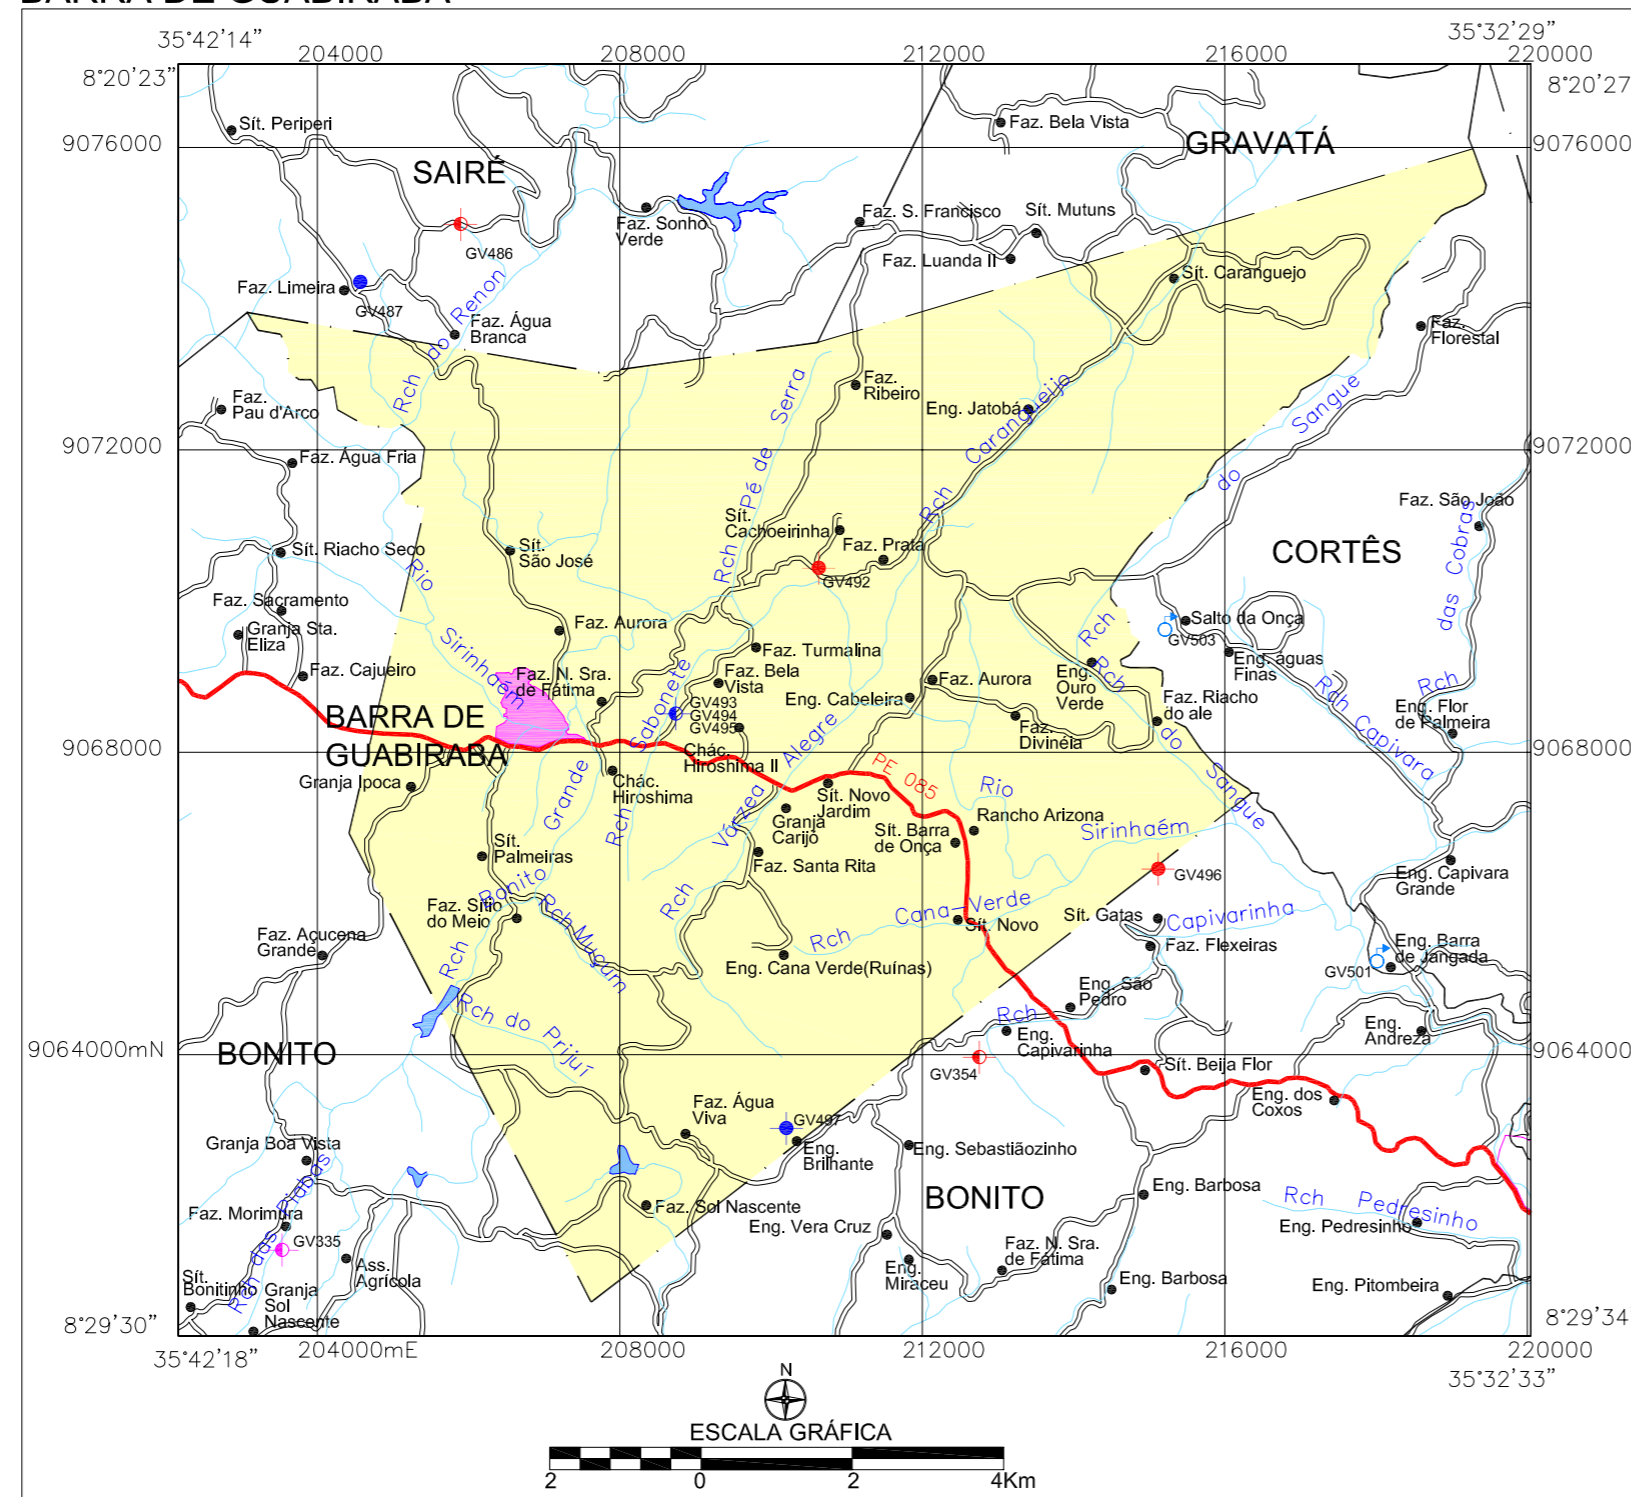 BARRA DE GUABIRABA
35°42'14"
204000
208000
212000
216000
35°32'29"
220000
8°20'23"
8°20'27
Sít. Periperi
Faz. Bela Vista
9076000
GRAVATÁ
9076000
SAIRÉ
Faz. Sonho
Verde
Faz. S. Francisco
Sít. Mutuns
GV486
Faz. Luanda II
Sít. Caranguejo
Faz. Limeira
GV487
Rch do Renon
Faz. Água
Branca
Faz.
Florestal
Faz.
Pau d'Arco
Faz.
Ribeiro
Eng. Jatobá
Rch Pé de Serra
Rch Carangueijo
Rch do Sangue
9072000
9072000
Faz. Água Fria
Faz. São João
Sít.
Cachoeirinha
Faz. Prata
CORTÊS
Sít. Riacho Seco
Sít.
São José
GV492
Rch das Cobras
Rio Sirinhaém
Faz. Sacramento
Granja Sta.
Eliza
Faz. Aurora
Salto da Onça
GV503
Faz. Turmalina
Eng. águas
Finas
Faz. Cajueiro
Faz. N. Sra.
de Fátima
Faz. Bela
Vista
Eng. Cabeleira
Faz. Aurora
Eng.
Ouro
Verde
Faz. Riacho
do ale
Rch Capivara
GV493
GV494
GV495
Eng. Flor
de Palmeira
BARRA DE
GUABIRABA
Faz.
Divinéia
9068000
9068000
Rch Sabonete
Chác.
Hiroshima II
Rch Várzea Alegre
PE 085
Rch do Sangue
Granja Ipoca
Chác.
Hiroshima
Sít. Novo
Jardim
Granja
Carijó
Rio Sirinhaém
Rancho Arizona
Sít. Barra
de Onça
Sít.
Palmeiras
Faz. Santa Rita
Rch Bonito Grande
GV496
Eng. Capivara
Grande
Faz. Sítio
do Meio
Rch Muçum
Rch Cana-Verde
Sít. Novo
Sít. Gatas
Capivarinha
Faz. Flexeiras
Faz. Açucena
Grande
Eng. Cana Verde(Ruínas)
Eng. Barra
de Jangada
GV501
Rch do Prijuí
Eng. São
Pedro
Rch
Eng.
Capivarinha
Eng.
Andreza
9064000mN
9064000
BONITO
GV354
Sít. Beija Flor
Eng. dos
Coxos
Faz. Água
Viva
GV497
Granja Boa Vista
Eng.
Brilhante
Eng. Sebastiãozinho
Rch das Piabas
Faz. Sol Nascente
BONITO
Eng. Barbosa
Rch Pedresinho
Faz. Morimura
Eng. Vera Cruz
Eng. Pedresinho
GV335
Ass.
Agrícola
Faz. N. Sra.
de Fátima
Eng.
Miraceu
Sít.
Bonitinho
Granja
Sol
Nascente
Eng. Barbosa
Eng. Pitombeira
8°29'30"
8°29'34
35°42'18"
204000mE
208000
212000
216000
220000
35°32'33"
N
ESCALA GRÁFICA
2 0 2 4Km